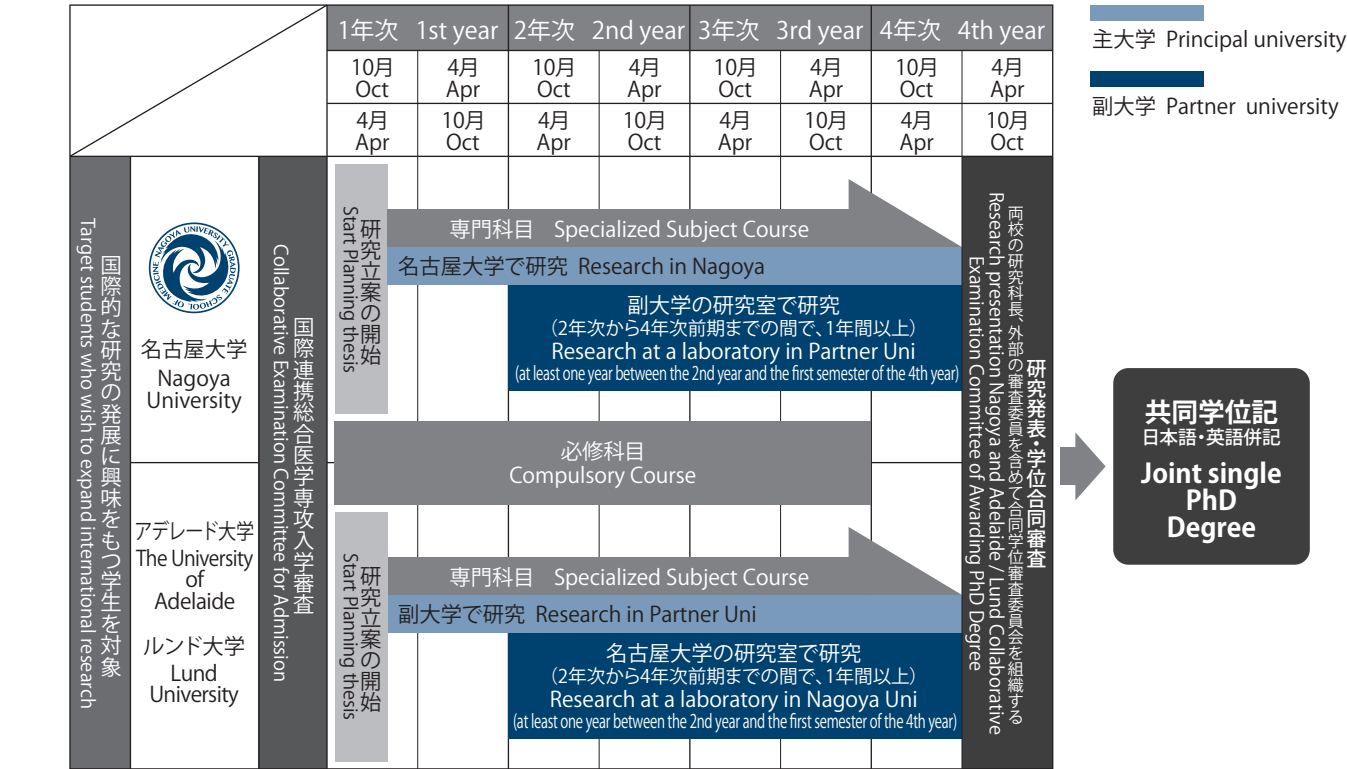 1年次 1st year
2年次 2nd year
3年次 3rd year
4年次 4th year
10月
Oct
4月
Apr
10月
Oct
4月
Apr
10月
Oct
4月
Apr
10月
Oct
4月
Apr
4月
Apr
10月
Oct
4月
Apr
10月
Oct
4月
Apr
10月
Oct
4月
Apr
10月
Oct
主大学 Principal university
副大学 Partner university
国際的な研究の発展に興味をもつ学生を対象
Target students who wish to expand international research
NAGOYA UNIVERSITY GRADUATE SCHOOL OF MEDICINE
名古屋大学
Nagoya
University
アデレード大学
The University
of
Adelaide
ルンド大学
Lund
University
国際連携総合医学専攻入学審査
Collaborative Examination Committee for Admission
研究立案の開始
Start Planning thesis
専門科目 Specialized Subject Course
名古屋大学で研究 Research in Nagoya
副大学の研究室で研究
（2年次から4年次前期までの間で、1年間以上）
Research at a laboratory in Partner Uni
(at least one year between the 2nd year and the first semester of the 4th year)
必修科目
Compulsory Course
研究立案の開始
Start Planning thesis
専門科目 Specialized Subject Course
副大学で研究 Research in Partner Uni
名古屋大学の研究室で研究
（2年次から4年次前期までの間で、1年間以上）
Research at a laboratory in Nagoya Uni
(at least one year between the 2nd year and the first semester of the 4th year)
研究発表・学位合同審査
両校の研究科長、外部の審査委員を含めて合同学位審査委員会を組織する
Research presentation Nagoya and Adelaide / Lund Collaborative
Examination Committee of Awarding PhD Degree
共同学位記
日本語・英語併記
Joint single
PhD
Degree